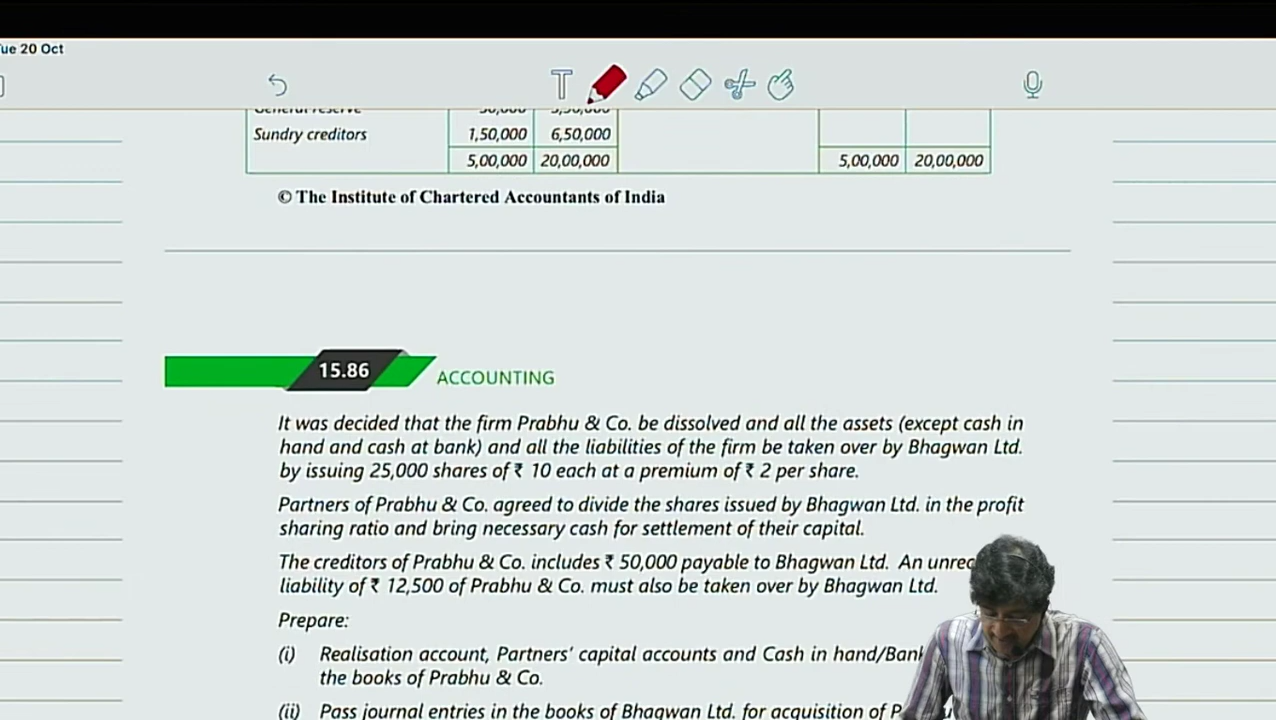 ue 20 Oct
T
General reserve
Sundry creditors 1,50,000 6,50,000
5,00,000 20,00,000 5,00,000 20,00,000
© The Institute of Chartered Accountants of India
15.86 ACCOUNTING
It was decided that the firm Prabhu & Co. be dissolved and all the assets (except cash in
hand and cash at bank) and all the liabilities of the firm be taken over by Bhagwan Ltd.
by issuing 25,000 shares of ₹ 10 each at a premium of ₹ 2 per share.
Partners of Prabhu & Co. agreed to divide the shares issued by Bhagwan Ltd. in the profit
sharing ratio and bring necessary cash for settlement of their capital.
The creditors of Prabhu & Co. includes ₹ 50,000 payable to Bhagwan Ltd. An unrec
liability of ₹ 12,500 of Prabhu & Co. must also be taken over by Bhagwan Ltd.
Prepare:
(i) Realisation account, Partners' capital accounts and Cash in hand/Bank
the books of Prabhu & Co.
(ii) Pass journal entries in the books of Bhagwan Ltd. for acquisition of P